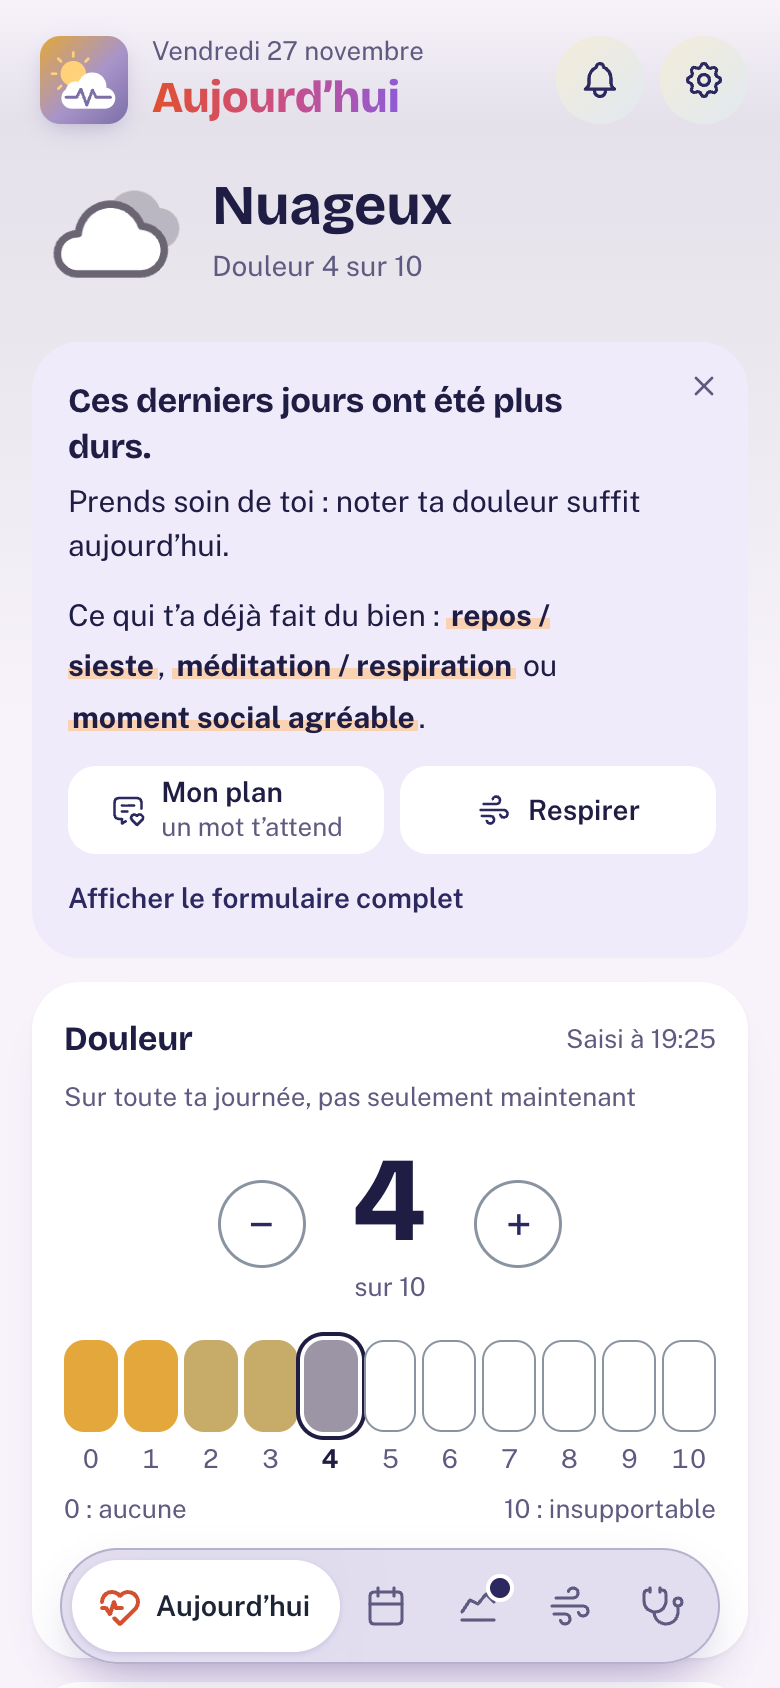 Vendredi 27 novembre
Aujourd’hui
Nuageux
Douleur 4 sur 10
Ces derniers jours ont été plus
durs.
Prends soin de toi : noter ta douleur suffit
aujourd’hui.
Ce qui t’a déjà fait du bien : repos /
sieste, méditation / respiration ou
moment social agréable.
Mon plan
un mot t’attend
Respirer
Afficher le formulaire complet
Douleur
Saisi à 19:25
Sur toute ta journée, pas seulement maintenant
−
4
+
sur 10
0 1 2 3 4 5 6 7 8 9 10
0 : aucune
10 : insupportable
Aujourd’hui